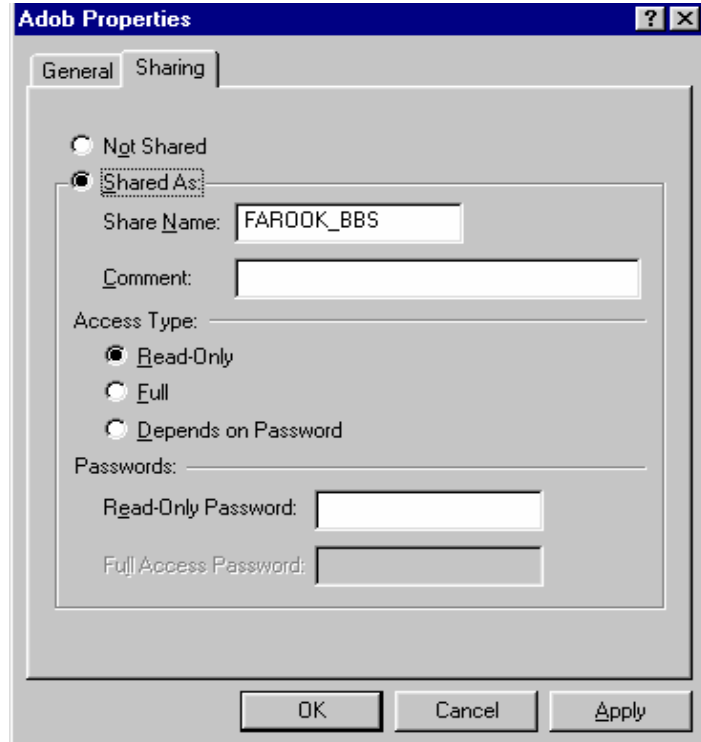 Adob Properties ? X
General Sharing
Not Shared
Shared As:
Share Name: FAROOK_BBS
Comment:
Access Type:
Read-Only
Full
Depends on Password
Passwords:
Read-Only Password:
Full Access Password:
OK Cancel Apply